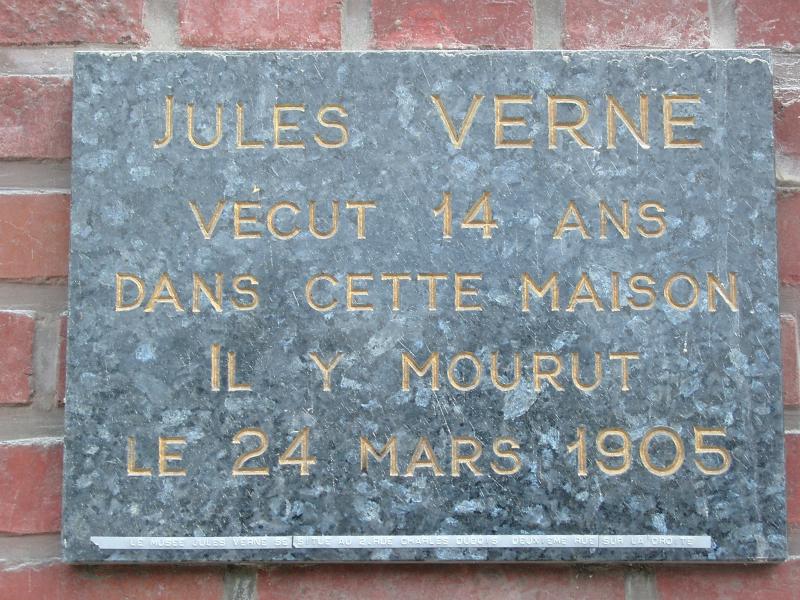 JULES VERNE
VÉCUT 14 ANS
DANS CETTE MAISON
IL Y MOURUT
LE 24 MARS 1905
LE MUSEE JULES VERNE SE SITUE AU 2, RUE CHARLES DUBOIS DEUXIEME RUE SUR LA DROITE